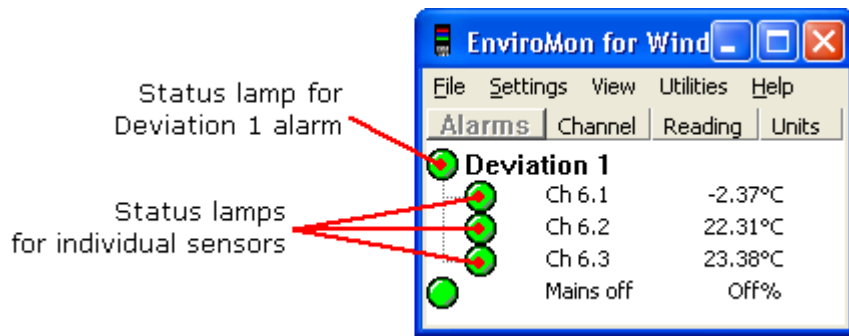 EnviroMon for Wind
File Settings View Utilities Help
Alarms Channel Reading Units
Status lamp for
Deviation 1 alarm
Deviation 1
Ch 6.1 -2.37°C
Status lamps
for individual sensors
Ch 6.2 22.31°C
Ch 6.3 23.38°C
Mains off Off%